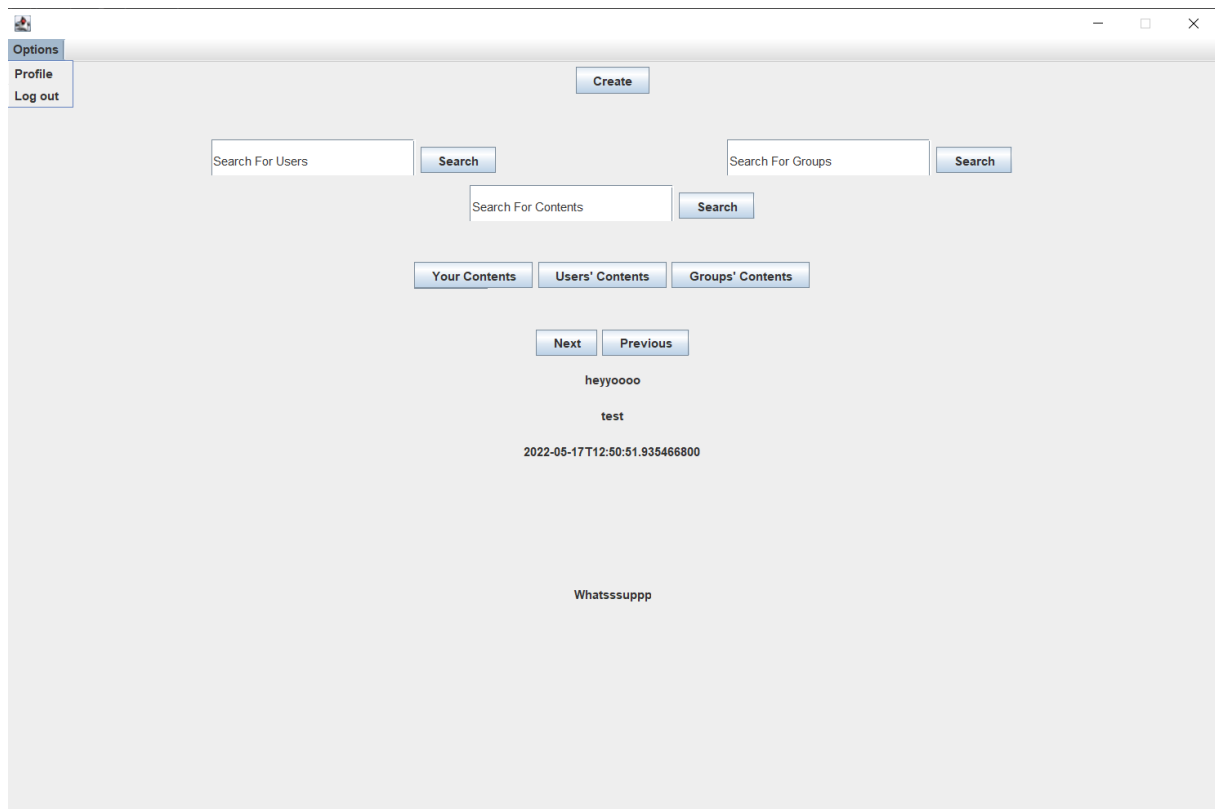 Options
Profile
Log out
Create
Search For Users
Search
Search For Groups
Search
Search For Contents
Search
Your Contents
Users' Contents
Groups' Contents
Next
Previous
heyyoooo
test
2022-05-17T12:50:51.935466800
Whatsssuppp